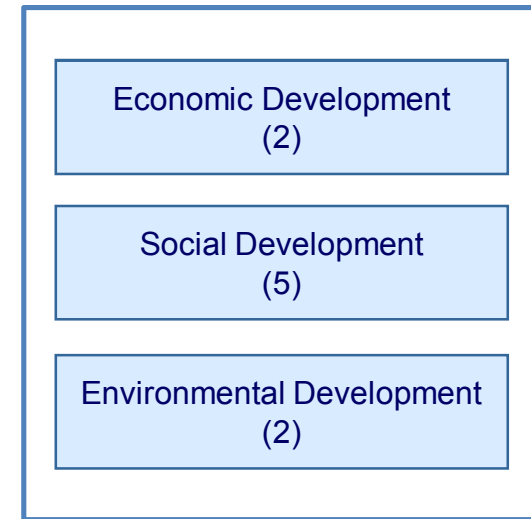 Economic Development
(2)
Social Development
(5)
Environmental Development
(2)